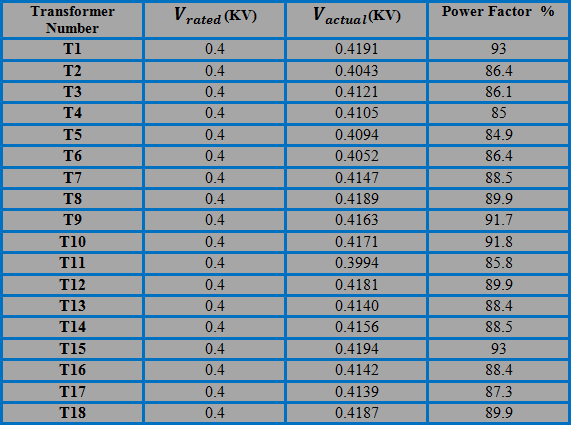 Transformer Number V_rated (KV) V_actual (KV) Power Factor %
T1 0.4 0.4191 93
T2 0.4 0.4043 86.4
T3 0.4 0.4121 86.1
T4 0.4 0.4105 85
T5 0.4 0.4094 84.9
T6 0.4 0.4052 86.4
T7 0.4 0.4147 88.5
T8 0.4 0.4189 89.9
T9 0.4 0.4163 91.7
T10 0.4 0.4171 91.8
T11 0.4 0.3994 85.8
T12 0.4 0.4181 89.9
T13 0.4 0.4140 88.4
T14 0.4 0.4156 88.5
T15 0.4 0.4194 93
T16 0.4 0.4142 88.4
T17 0.4 0.4139 87.3
T18 0.4 0.4187 89.9